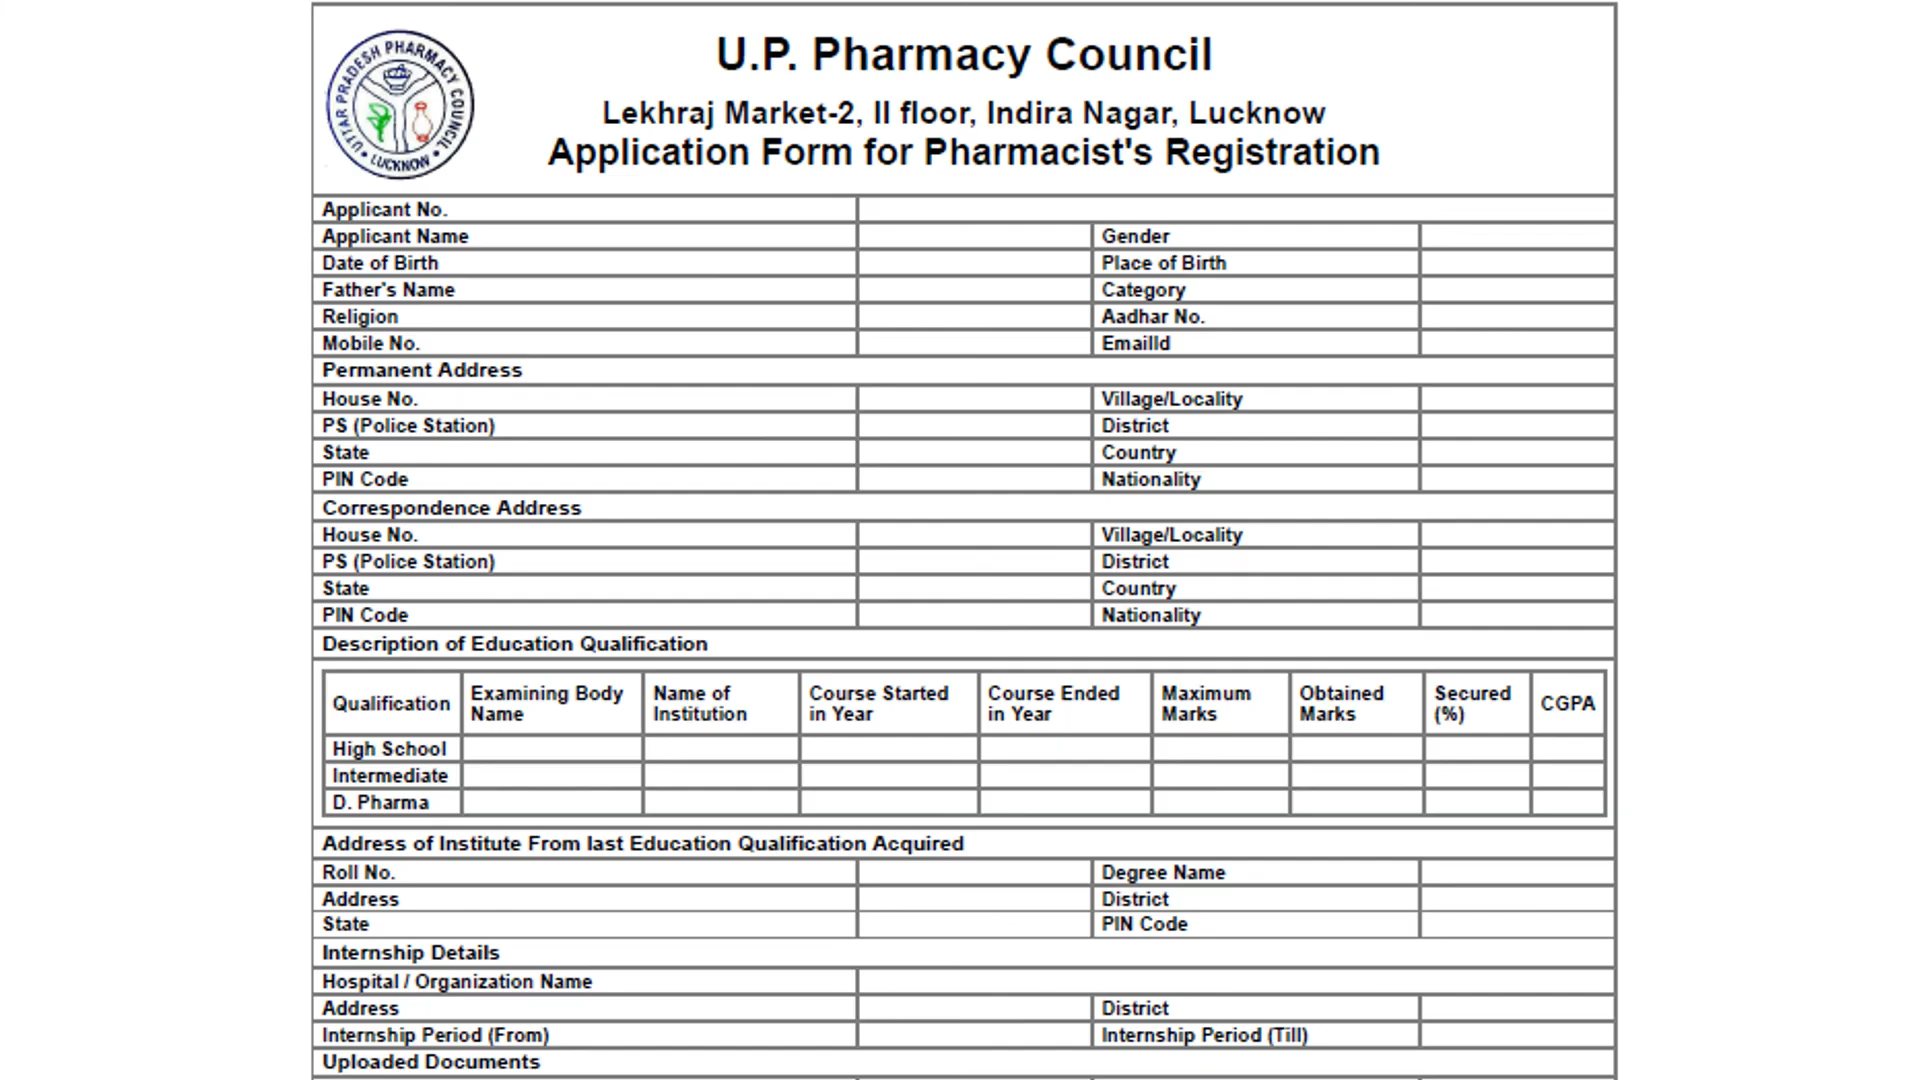 UTTAR PRADESH PHARMACY COUNCIL
• LUCKNOW •
U.P. Pharmacy Council
Lekhraj Market-2, II floor, Indira Nagar, Lucknow
Application Form for Pharmacist's Registration
Applicant No.
Applicant Name Gender
Date of Birth Place of Birth
Father's Name Category
Religion Aadhar No.
Mobile No. EmailId
Permanent Address
House No. Village/Locality
PS (Police Station) District
State Country
PIN Code Nationality
Correspondence Address
House No. Village/Locality
PS (Police Station) District
State Country
PIN Code Nationality
Description of Education Qualification
Qualification Examining Body Name Name of Institution Course Started in Year Course Ended in Year Maximum Marks Obtained Marks Secured (%) CGPA
High School
Intermediate
D. Pharma
Address of Institute From last Education Qualification Acquired
Roll No. Degree Name
Address District
State PIN Code
Internship Details
Hospital / Organization Name
Address District
Internship Period (From) Internship Period (Till)
Uploaded Documents